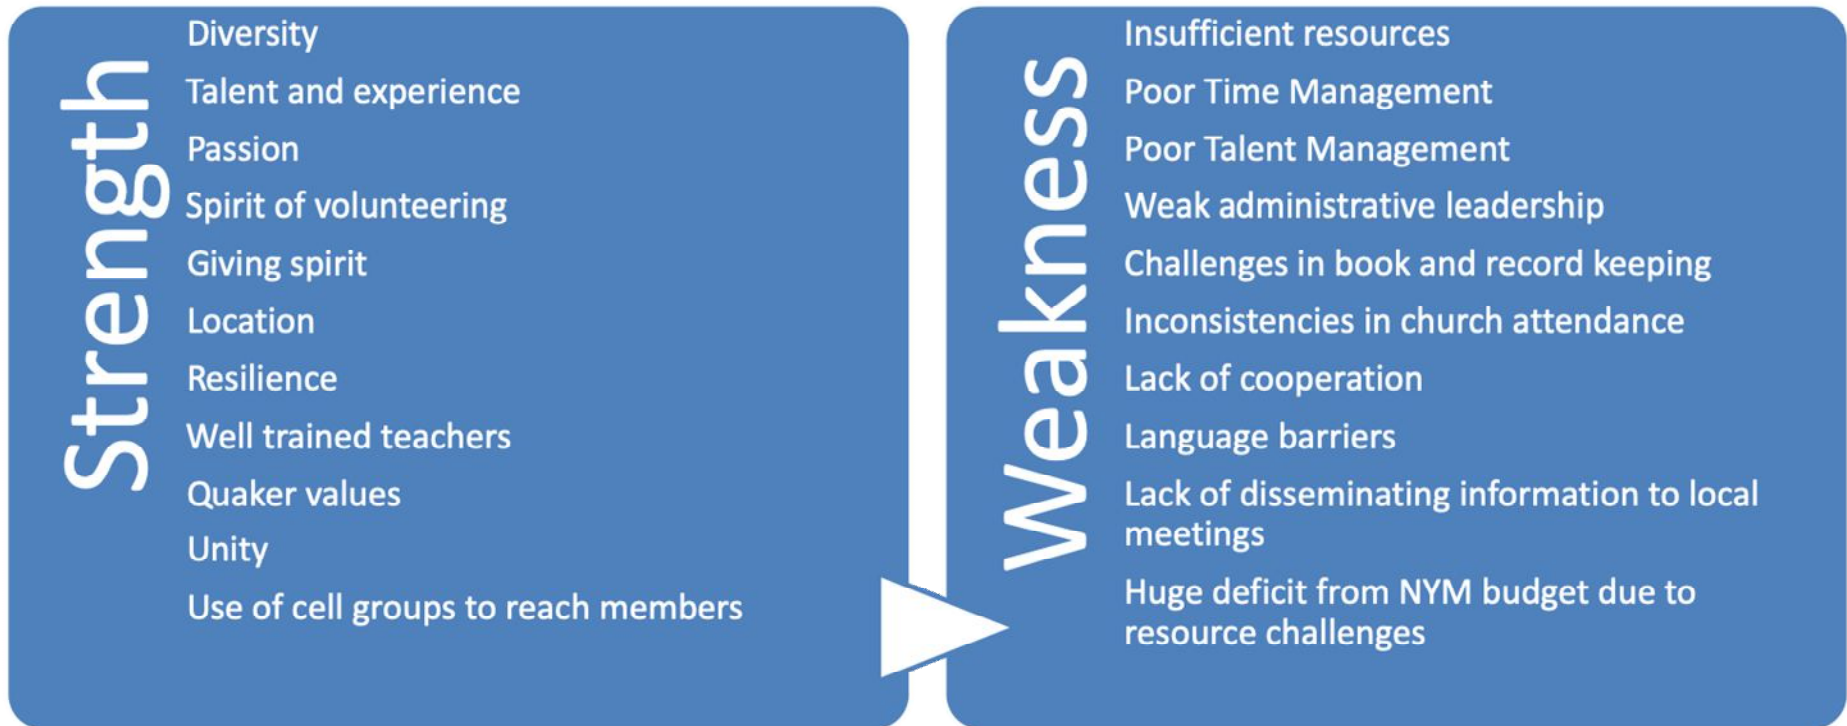 Strength
Diversity
Talent and experience
Passion
Spirit of volunteering
Giving spirit
Location
Resilience
Well trained teachers
Quaker values
Unity
Use of cell groups to reach members
Weakness
Insufficient resources
Poor Time Management
Poor Talent Management
Weak administrative leadership
Challenges in book and record keeping
Inconsistencies in church attendance
Lack of cooperation
Language barriers
Lack of disseminating information to local
meetings
Huge deficit from NYM budget due to
resource challenges